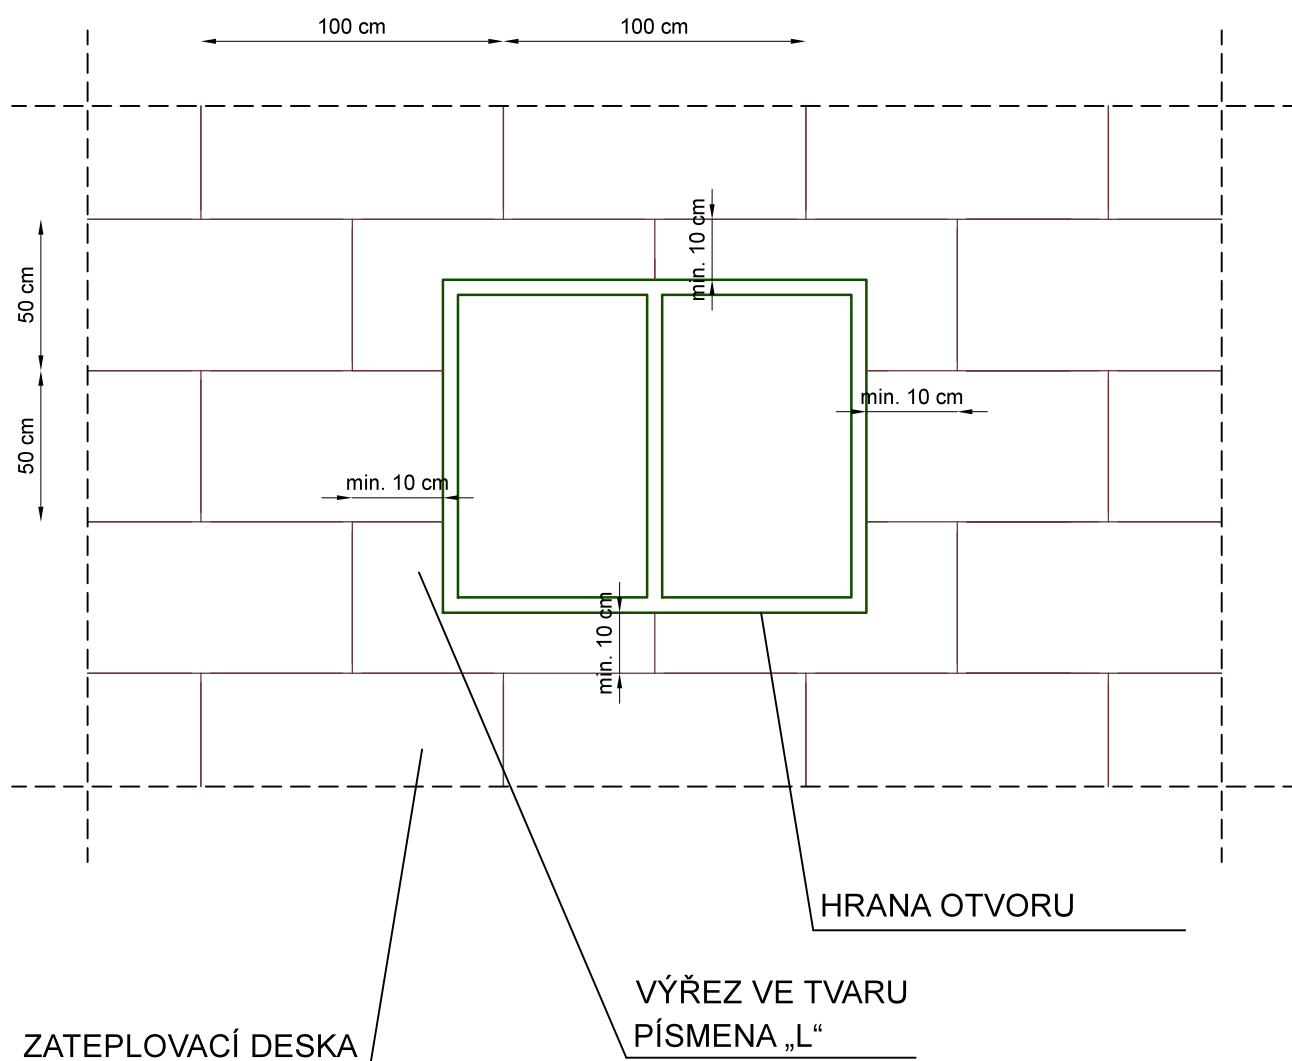 100 cm
100 cm
min. 10 cm
50 cm
min. 10 cm
50 cm
min. 10 cm
min. 10 cm
HRANA OTVORU
VÝŘEZ VE TVARU
PÍSMENA „L“
ZATEPLOVACÍ DESKA